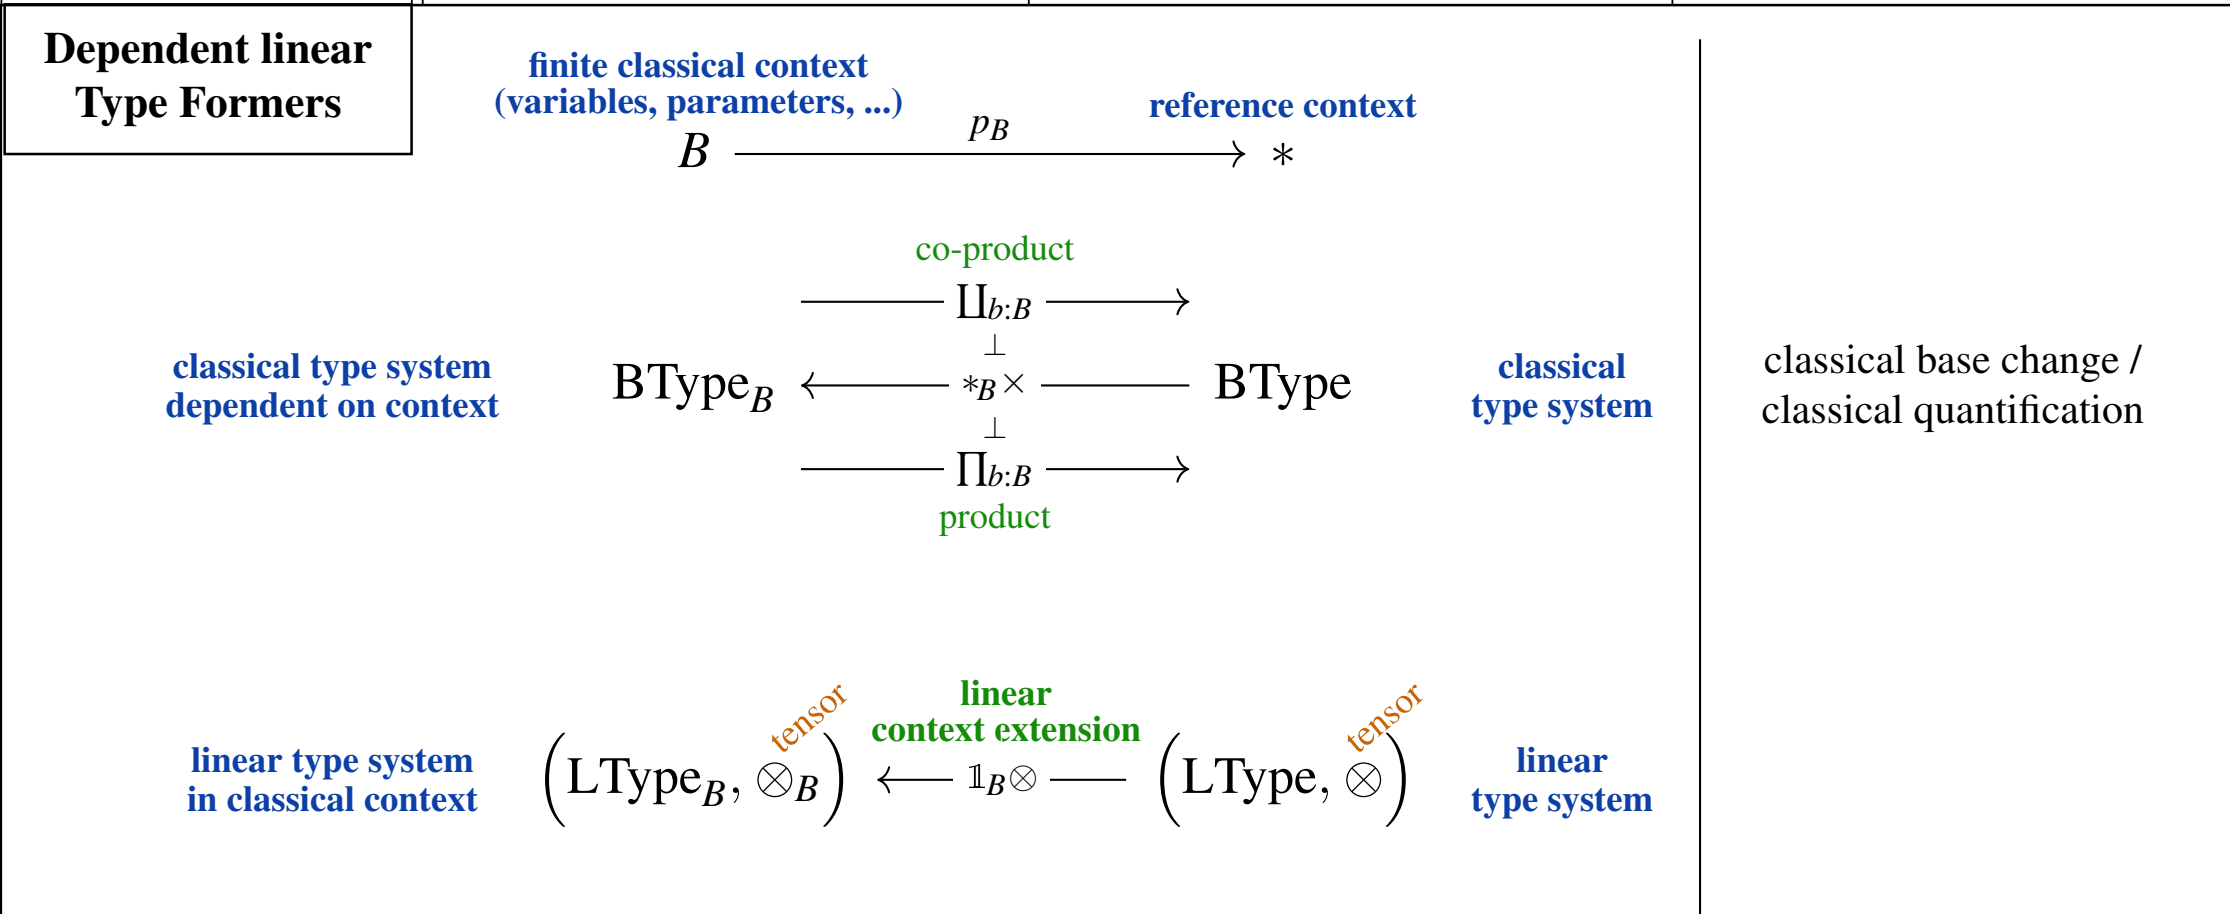 Dependent linear
Type Formers
finite classical context
(variables, parameters, ...)
reference context
p_B
B ⟶ *
co-product
∐_{b:B}
⊥
classical type system
dependent on context
BType_B ⟵ *_B × — BType
classical
type system
classical base change /
classical quantification
⊥
∏_{b:B}
product
linear
context extension
tensor
tensor
linear type system
in classical context
(LType_B, ⊗_B) ⟵ 𝟙_B ⊗ — (LType, ⊗)
linear
type system